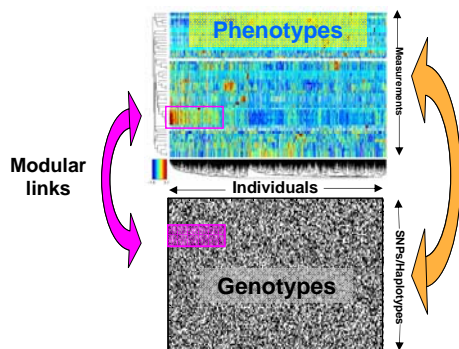 Phenotypes
Measurements
Modular
links
Individuals
SNPs/Haplotypes
Genotypes